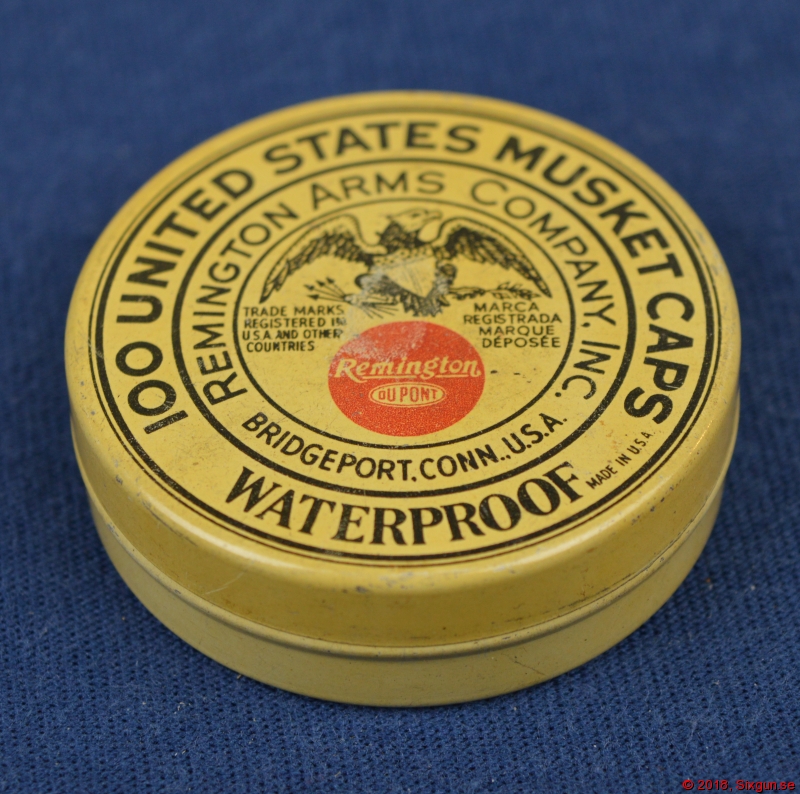 100 UNITED STATES MUSKET CAPS
REMINGTON ARMS COMPANY, INC.
TRADE MARKS
REGISTERED IN
U.S.A. AND OTHER
COUNTRIES
MARCA
REGISTRADA
MARQUE
DÉPOSÉE
Remington
DU PONT
BRIDGEPORT, CONN., U.S.A.
WATERPROOF
MADE IN U.S.A.
© 2018, Sixgun.se